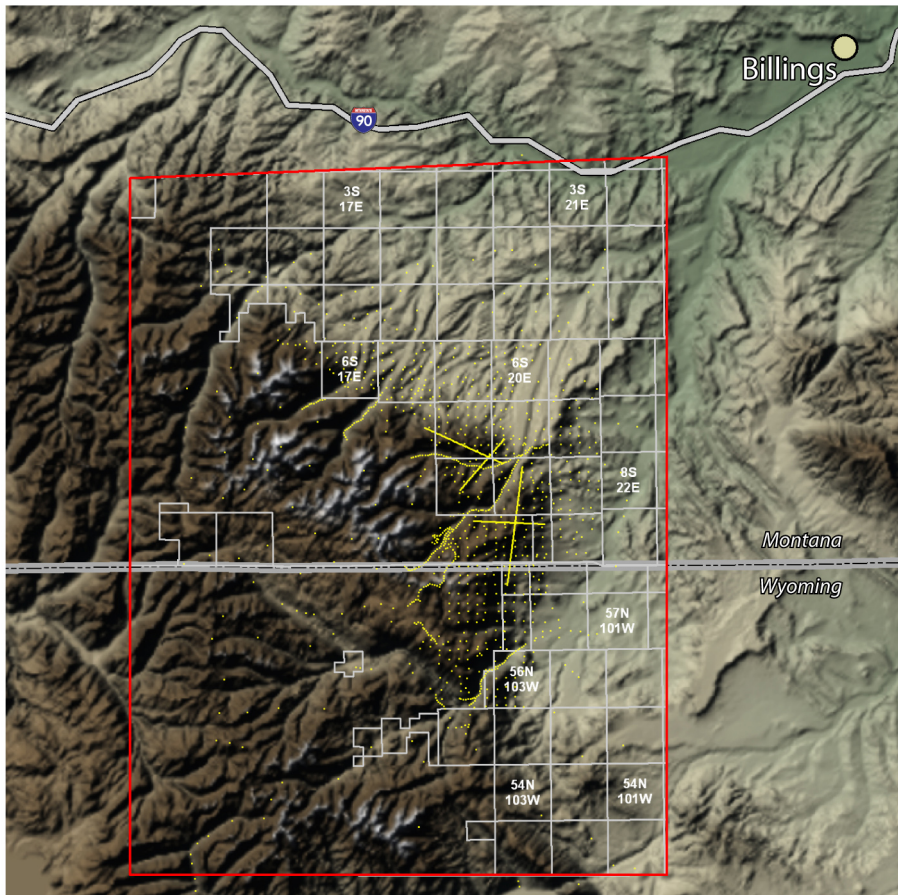 Billings
90
3S
17E
3S
21E
6S
17E
6S
20E
8S
22E
Montana
Wyoming
57N
101W
56N
103W
54N
103W
54N
101W